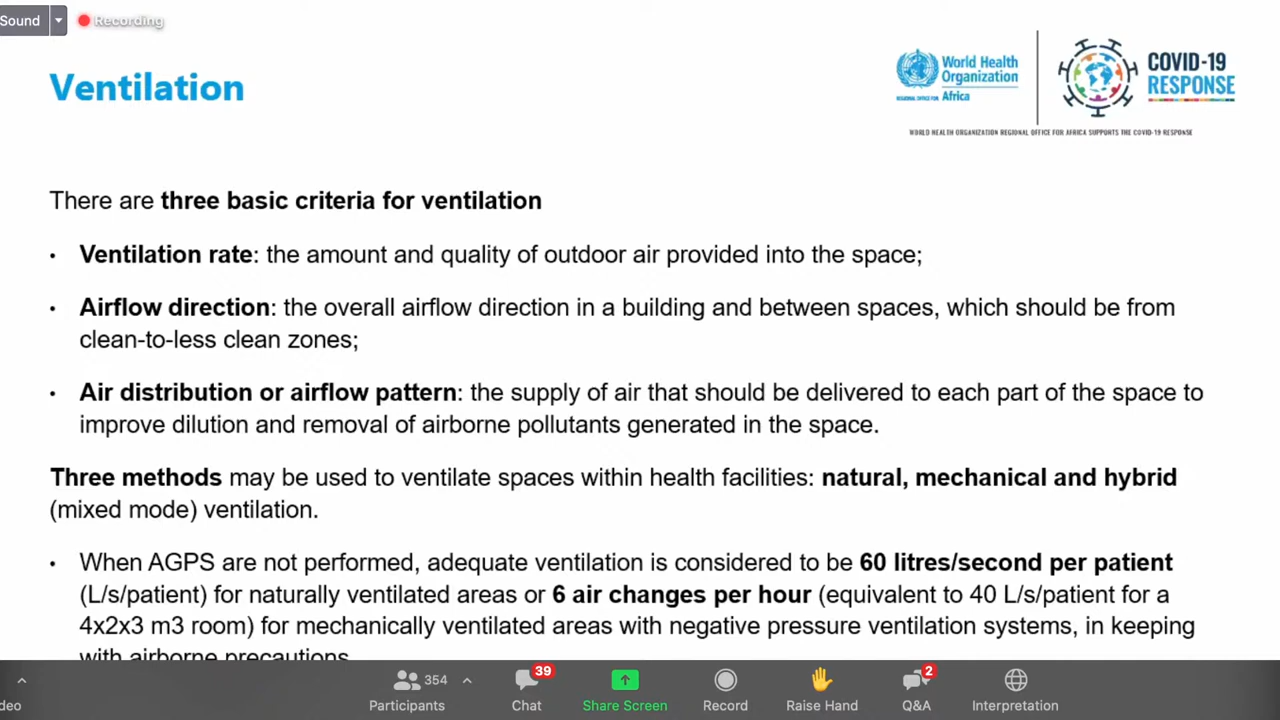 Sound
Recording
Ventilation
World Health
Organization
REGIONAL OFFICE FOR Africa
COVID-19
RESPONSE
WORLD HEALTH ORGANIZATION REGIONAL OFFICE FOR AFRICA SUPPORTS THE COVID-19 RESPONSE
There are three basic criteria for ventilation
• Ventilation rate: the amount and quality of outdoor air provided into the space;
• Airflow direction: the overall airflow direction in a building and between spaces, which should be from
clean-to-less clean zones;
• Air distribution or airflow pattern: the supply of air that should be delivered to each part of the space to
improve dilution and removal of airborne pollutants generated in the space.
Three methods may be used to ventilate spaces within health facilities: natural, mechanical and hybrid
(mixed mode) ventilation.
• When AGPS are not performed, adequate ventilation is considered to be 60 litres/second per patient
(L/s/patient) for naturally ventilated areas or 6 air changes per hour (equivalent to 40 L/s/patient for a
4x2x3 m3 room) for mechanically ventilated areas with negative pressure ventilation systems, in keeping
with airborne precautions
354
39
2
deo
Participants
Chat
Share Screen
Record
Raise Hand
Q&A
Interpretation